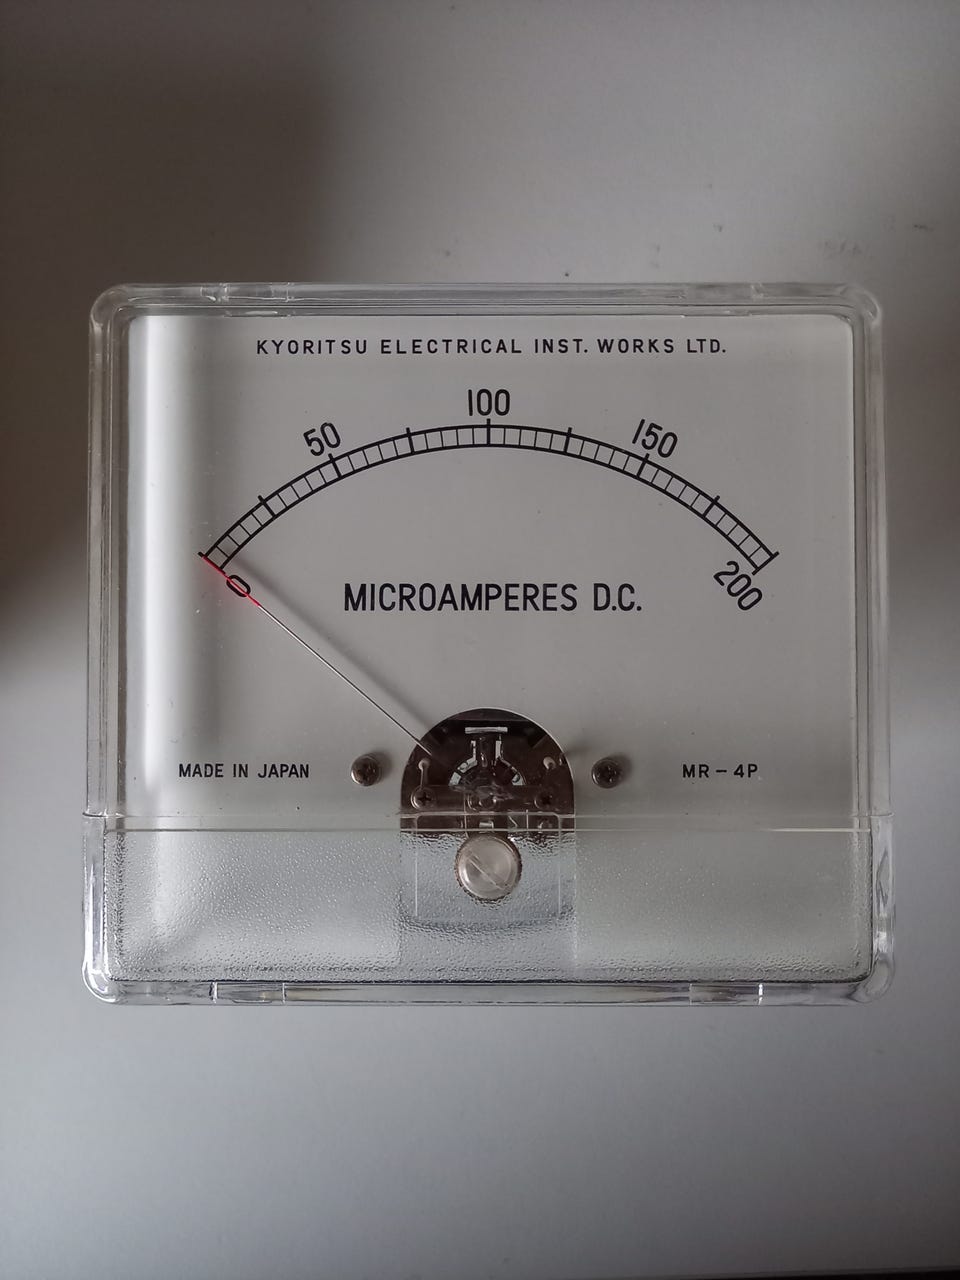 KYORITSU ELECTRICAL INST. WORKS LTD.
0 50 100 150 200
MICROAMPERES D.C.
MADE IN JAPAN
MR-4P